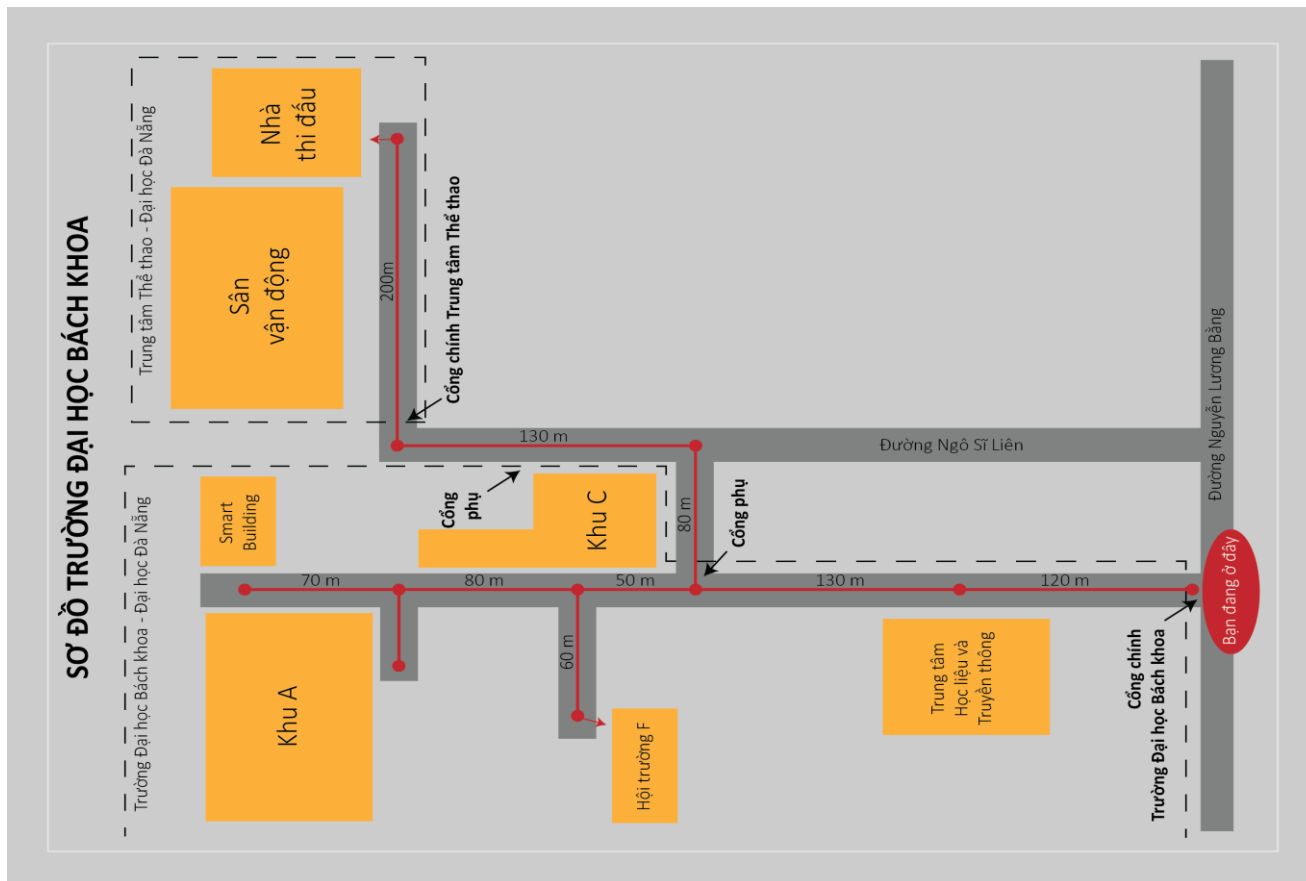 SƠ ĐỒ TRƯỜNG ĐẠI HỌC BÁCH KHOA
Trung tâm Thể thao - Đại học Đà Nẵng
Nhà
thi đấu
Sân
vận động
200m
Cổng chính Trung tâm Thể thao
130 m
Đường Ngô Sĩ Liên
Đường Nguyễn Lương Bằng
Trường Đại học Bách khoa - Đại học Đà Nẵng
Smart
Building
Cổng
phụ
Khu C
80 m
Cổng phụ
70 m
80 m
50 m
130 m
120 m
Bạn đang ở đây
Khu A
60 m
Hội trường F
Trung tâm
Học liệu và
Truyền thông
Cổng chính
Trường Đại học Bách khoa